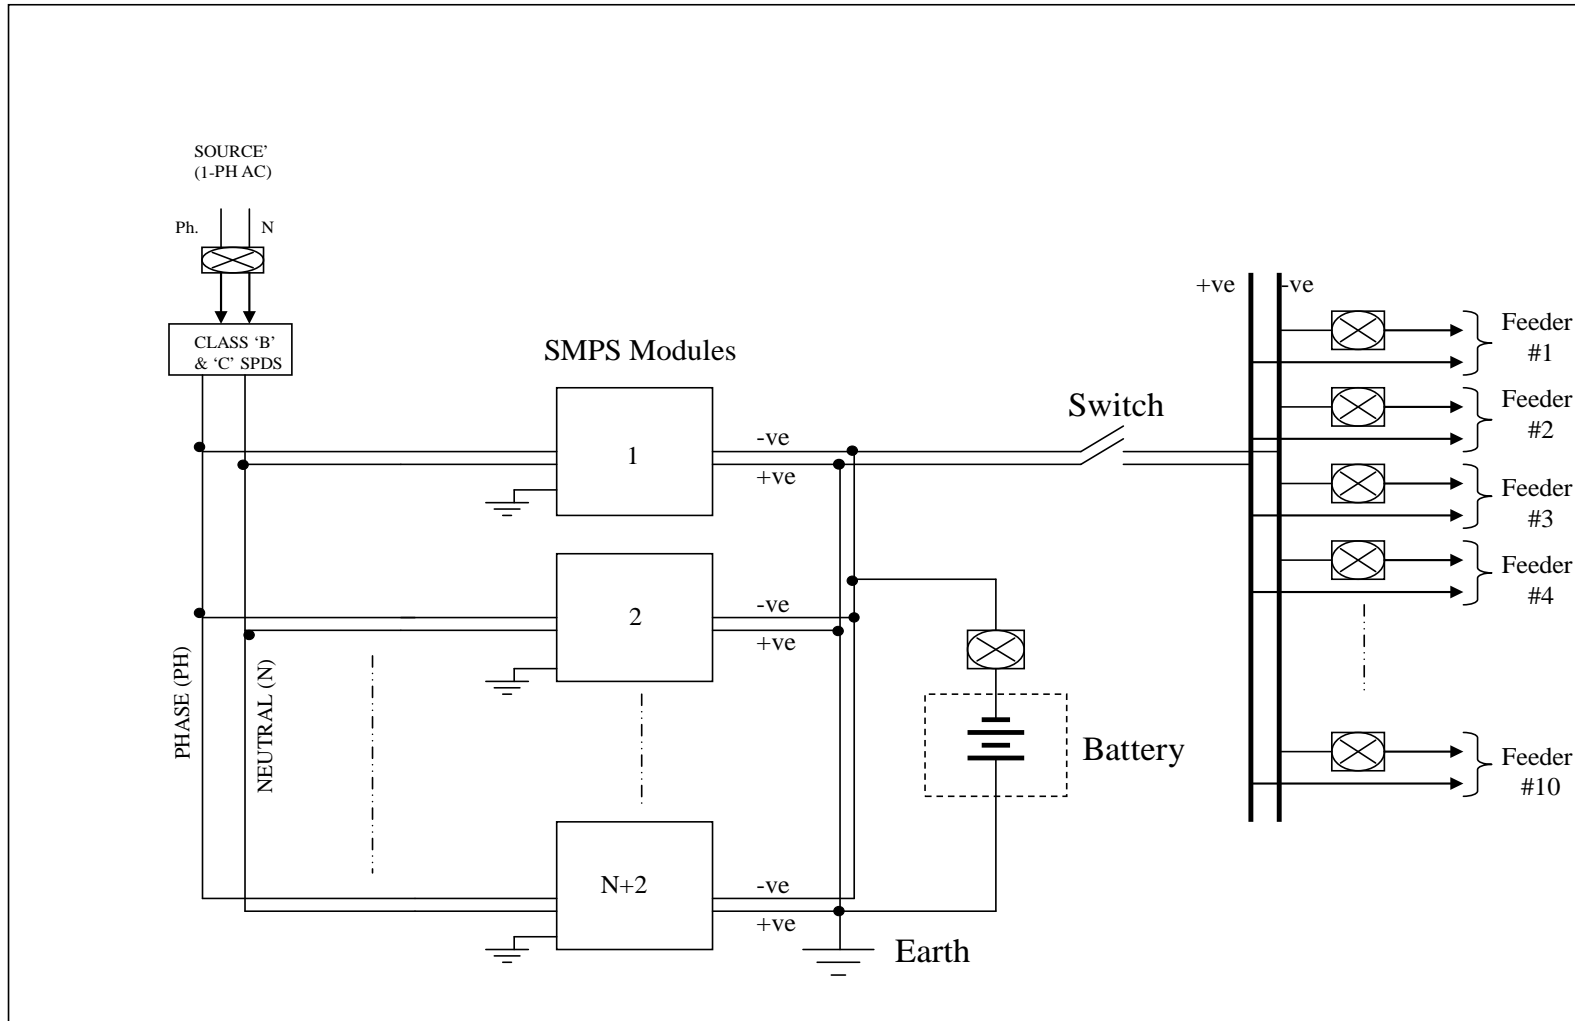 SOURCE’
(1-PH AC)
Ph.
N
CLASS ‘B’
& ‘C’ SPDS
PHASE (PH)
NEUTRAL (N)
SMPS Modules
1
-ve
+ve
2
-ve
+ve
N+2
-ve
+ve
Earth
Battery
Switch
+ve
-ve
Feeder
#1
Feeder
#2
Feeder
#3
Feeder
#4
Feeder
#10